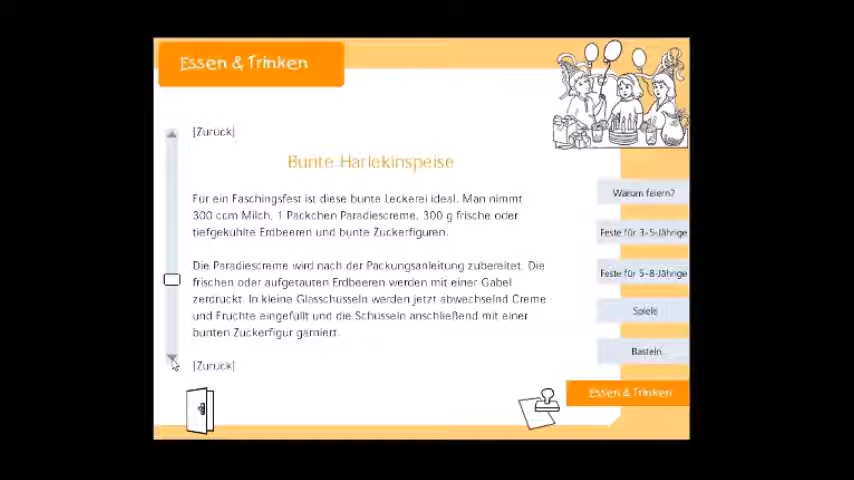 Essen & Trinken
[Zurück]
Bunte Harlekinspeise
Für ein Faschingsfest ist diese bunte Leckerei ideal. Man nimmt
300 ccm Milch, 1 Päckchen Paradiescreme, 300 g frische oder
tiefgekühlte Erdbeeren und bunte Zuckerfiguren.
Die Paradiescreme wird nach der Packungsanleitung zubereitet. Die
frischen oder aufgetauten Erdbeeren werden mit einer Gabel
zerdrückt. In kleine Glasschüsseln werden jetzt abwechselnd Creme
und Früchte eingefüllt und die Schüsseln anschließend mit einer
bunten Zuckerfigur garniert.
[Zurück]
Warum feiern?
Feste für 3-5-Jährige
Feste für 5-8-Jährige
Spiele
Basteln
Essen & Trinken